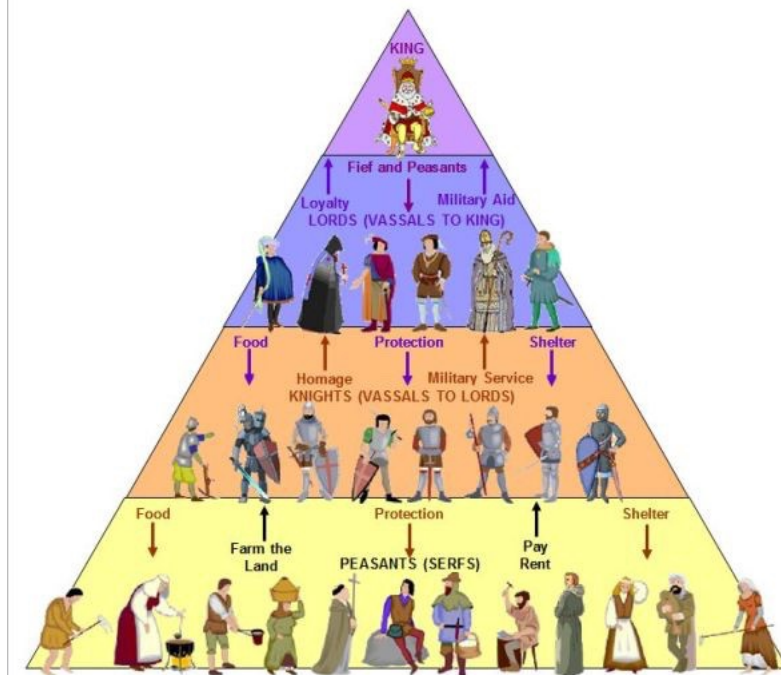 KING
Fief and Peasants
Loyalty Military Aid
LORDS (VASSALS TO KING)
Food Protection Shelter
Homage Military Service
KNIGHTS (VASSALS TO LORDS)
Food Protection Shelter
Farm the Pay
Land Rent
PEASANTS (SERFS)